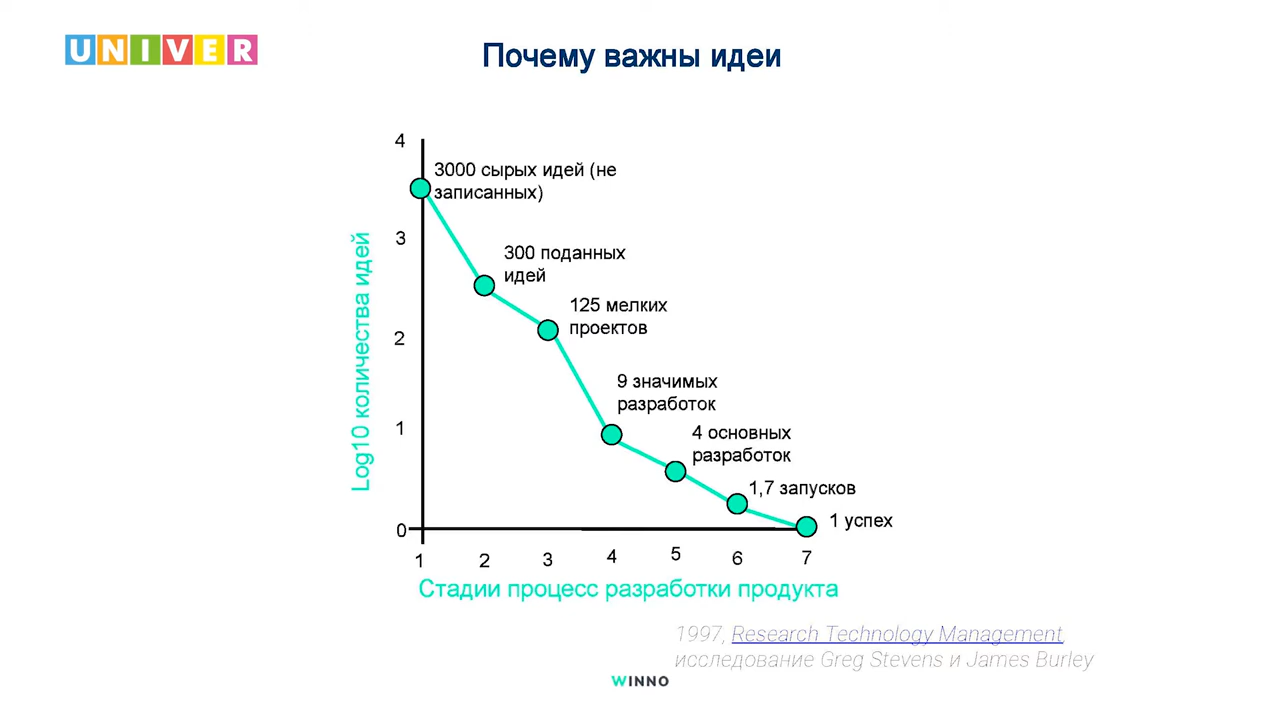 UNIVER
Почему важны идеи
4
3000 сырых идей (не
записанных)
3
300 поданных
идей
125 мелких
проектов
2
9 значимых
разработок
1
4 основных
разработок
1,7 запусков
1 успех
0
Log10 количества идей
1 2 3 4 5 6 7
Стадии процесс разработки продукта
1997, Research Technology Management,
исследование Greg Stevens и James Burley
WINNO